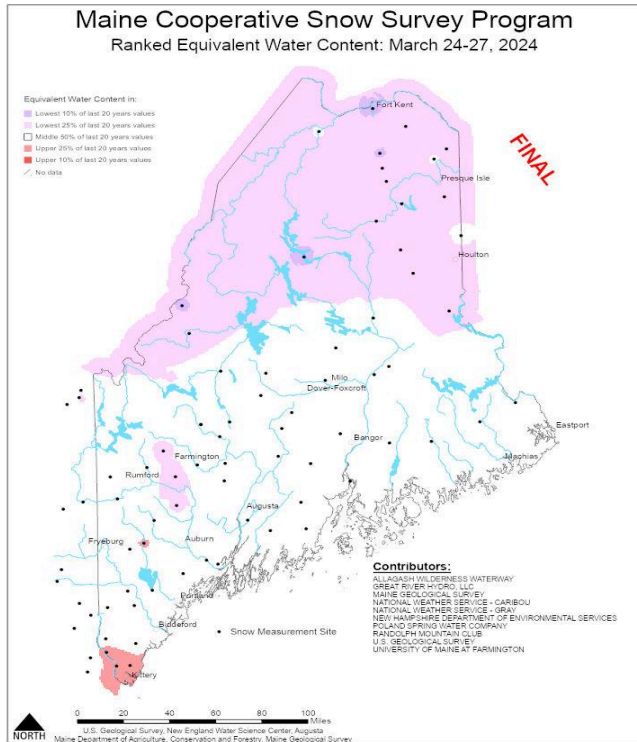 Maine Cooperative Snow Survey Program
Ranked Equivalent Water Content: March 24-27, 2024
Equivalent Water Content in:
Lowest 10% of last 20 years values
Lowest 25% of last 20 years values
Middle 50% of last 20 years values
Upper 25% of last 20 years values
Upper 10% of last 20 years values
No data
FINAL
Fort Kent
Presque Isle
Houlton
Milo
Dover-Foxcroft
Eastport
Bangor
Machias
Farmington
Rumford
Augusta
Fryeburg
Auburn
Portland
Biddeford
Kittery
Snow Measurement Site
Contributors:
ALLAGASH WILDERNESS WATERWAY
GREAT RIVER HYDRO, LLC
MAINE GEOLOGICAL SURVEY
NATIONAL WEATHER SERVICE - CARIBOU
NATIONAL WEATHER SERVICE - GRAY
NEW HAMPSHIRE DEPARTMENT OF ENVIRONMENTAL SERVICES
POLAND SPRING WATER COMPANY
RANDOLPH MOUNTAIN CLUB
U.S. GEOLOGICAL SURVEY
UNIVERSITY OF MAINE AT FARMINGTON
0 20 40 60 80 100
Miles
NORTH
U.S. Geological Survey, New England Water Science Center, Augusta
Maine Department of Agriculture, Conservation and Forestry, Maine Geological Survey